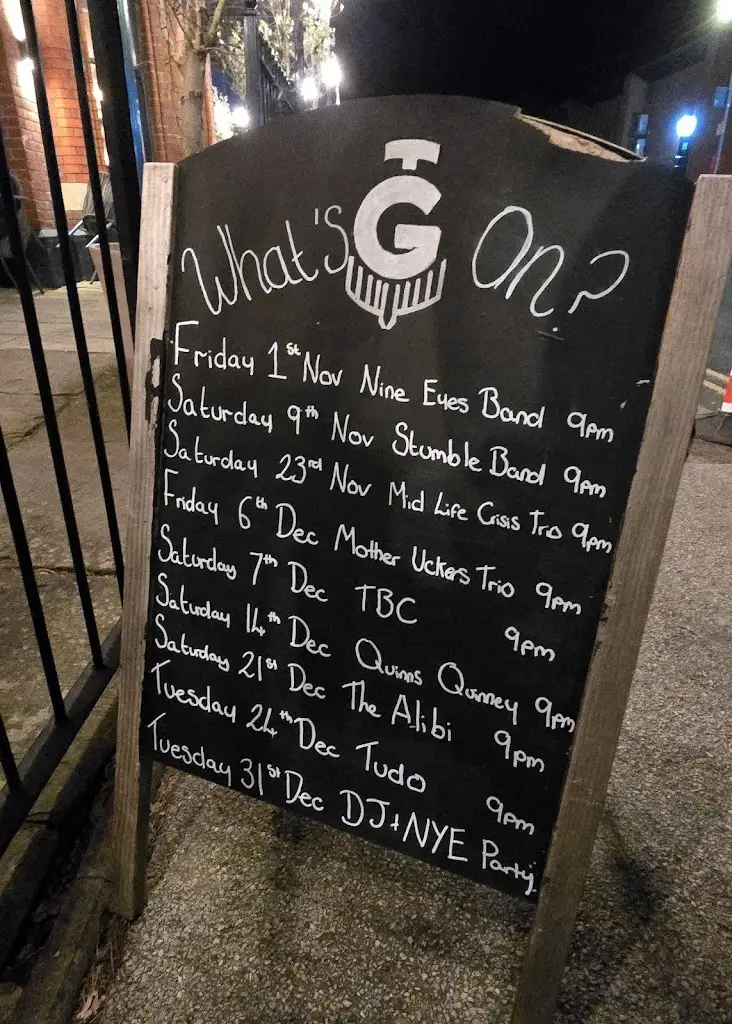 What's G On?
Friday 1st Nov Nine Eyes Band 9pm
Saturday 9th Nov Stumble Band 9pm
Saturday 23rd Nov Mid Life Crisis Trio 9pm
Friday 6th Dec Mother Uckers Trio 9pm
Saturday 7th Dec TBC 9pm
Saturday 14th Dec Quinns Quinney 9pm
Saturday 21st Dec The Alibi 9pm
Tuesday 24th Dec Tudo 9pm
Tuesday 31st Dec DJ + NYE Party